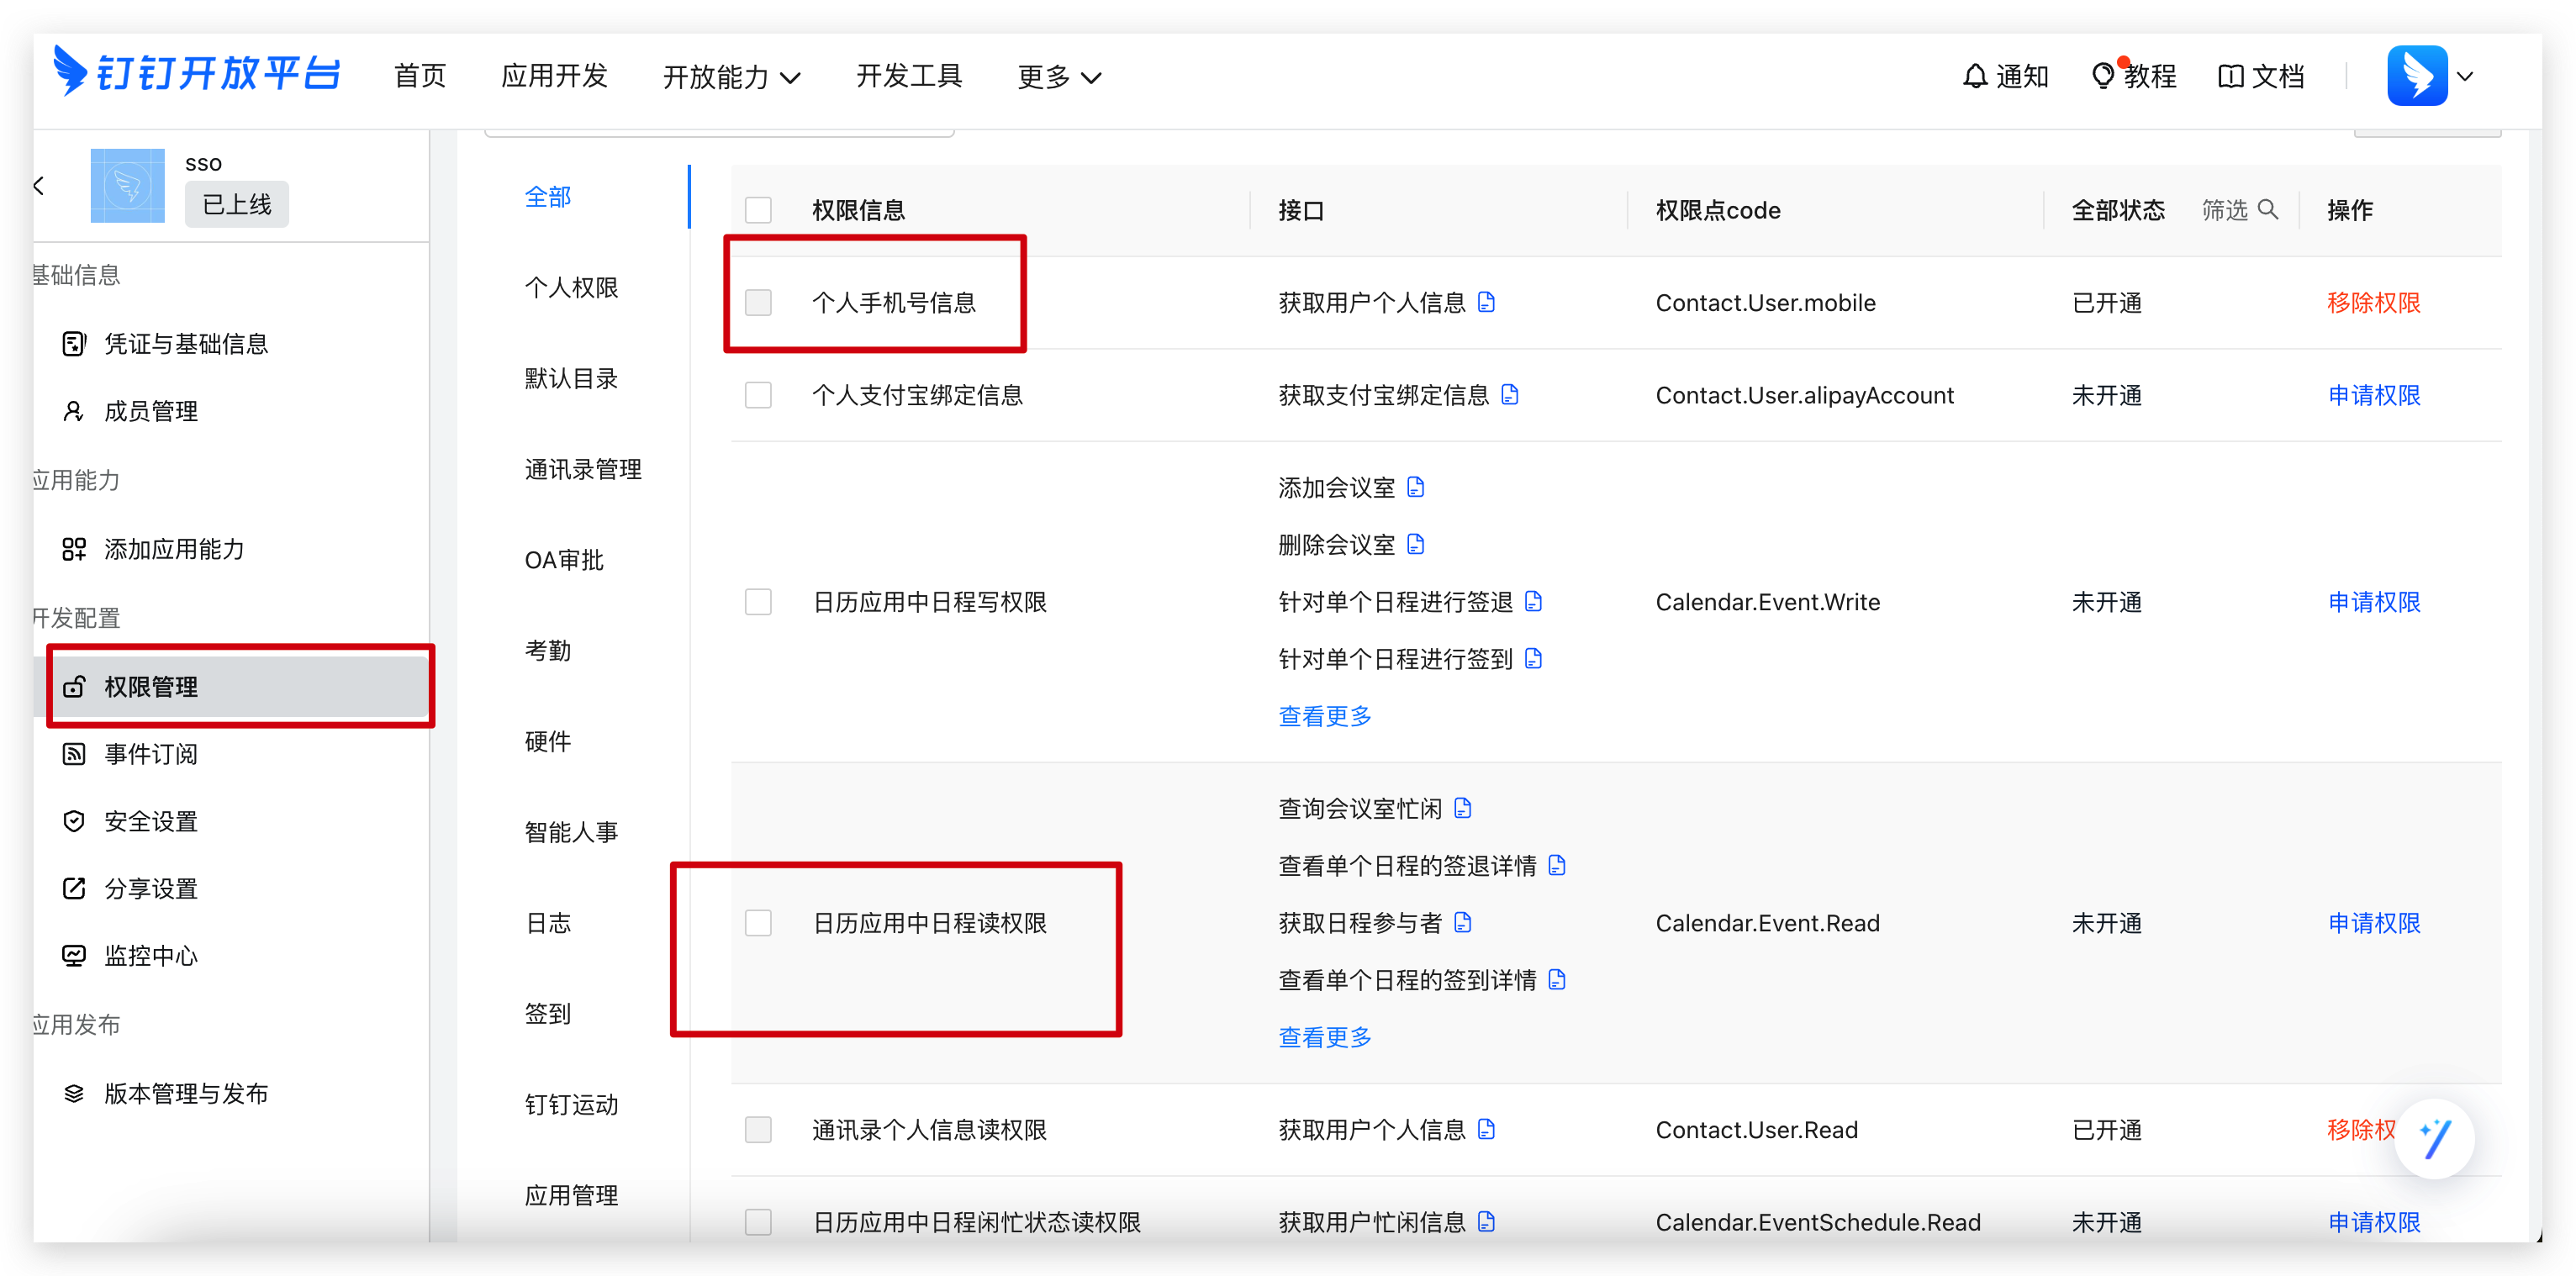 钉钉开放平台 首页 应用开发 开放能力 开发工具 更多 通知 教程 文档
sso
已上线
基础信息
凭证与基础信息
成员管理
应用能力
添加应用能力
开发配置
权限管理
事件订阅
安全设置
分享设置
监控中心
应用发布
版本管理与发布
全部
个人权限
默认目录
通讯录管理
OA审批
考勤
硬件
智能人事
日志
签到
钉钉运动
应用管理
权限信息 接口 权限点code 全部状态 筛选 操作
个人手机号信息 获取用户个人信息 Contact.User.mobile 已开通 移除权限
个人支付宝绑定信息 获取支付宝绑定信息 Contact.User.alipayAccount 未开通 申请权限
添加会议室
删除会议室
日历应用中日程写权限 针对单个日程进行签退 Calendar.Event.Write 未开通 申请权限
针对单个日程进行签到
查看更多
查询会议室忙闲
查看单个日程的签退详情
日历应用中日程读权限 获取日程参与者 Calendar.Event.Read 未开通 申请权限
查看单个日程的签到详情
查看更多
通讯录个人信息读权限 获取用户个人信息 Contact.User.Read 已开通 移除权
日历应用中日程闲忙状态读权限 获取用户忙闲信息 Calendar.EventSchedule.Read 未开通 申请权限